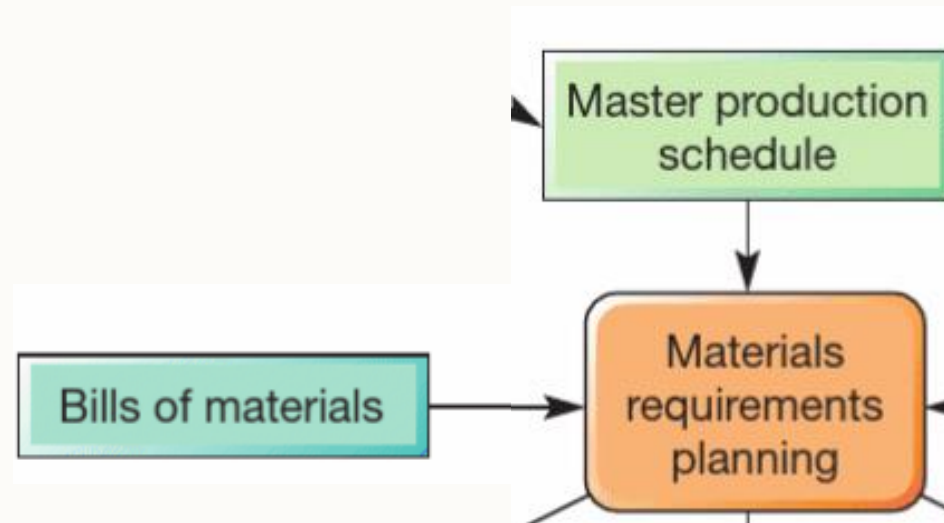 Master production
schedule
Bills of materials
Materials
requirements
planning